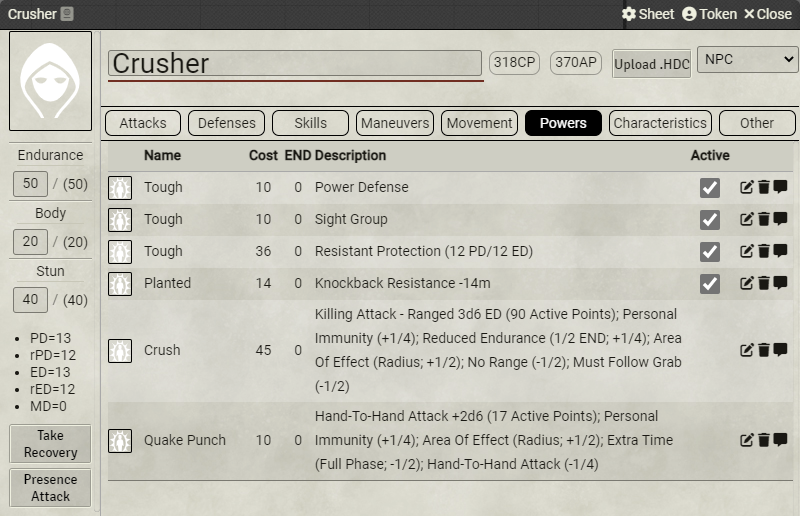 Crusher Sheet Token Close
Crusher 318CP 370AP Upload .HDC NPC
Attacks Defenses Skills Maneuvers Movement Powers Characteristics Other
Endurance
50 / (50)
Body
20 / (20)
Stun
40 / (40)
PD=13
rPD=12
ED=13
rED=12
MD=0
Take
Recovery
Presence
Attack
Name Cost END Description Active
Tough 10 0 Power Defense
Tough 10 0 Sight Group
Tough 36 0 Resistant Protection (12 PD/12 ED)
Planted 14 0 Knockback Resistance -14m
Killing Attack - Ranged 3d6 ED (90 Active Points); Personal
Immunity (+1/4); Reduced Endurance (1/2 END; +1/4); Area
Crush 45 0 Of Effect (Radius; +1/2); No Range (-1/2); Must Follow Grab
(-1/2)
Hand-To-Hand Attack +2d6 (17 Active Points); Personal
Quake Punch 10 0 Immunity (+1/4); Area Of Effect (Radius; +1/2); Extra Time
(Full Phase; -1/2); Hand-To-Hand Attack (-1/4)